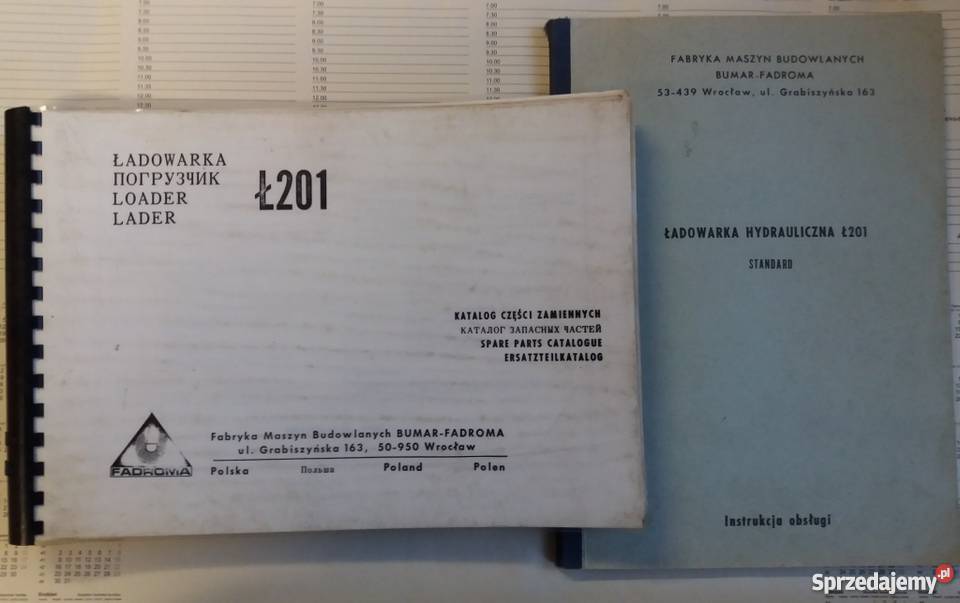 ŁADOWARKA
ПОГРУЗЧИК
LOADER
LADER
Ł201
KATALOG CZĘŚCI ZAMIENNYCH
КАТАЛОГ ЗАПАСНЫХ ЧАСТЕЙ
SPARE PARTS CATALOGUE
ERSATZTEILKATALOG
FADROMA
Fabryka Maszyn Budowlanych BUMAR-FADROMA
ul. Grabiszyńska 163, 50-950 Wrocław
Polska Польша Poland Polen
FABRYKA MASZYN BUDOWLANYCH
BUMAR-FADROMA
53-439 Wrocław, ul. Grabiszyńska 163
ŁADOWARKA HYDRAULICZNA Ł201
STANDARD
Instrukcja obsługi
Sprzedajemy.pl